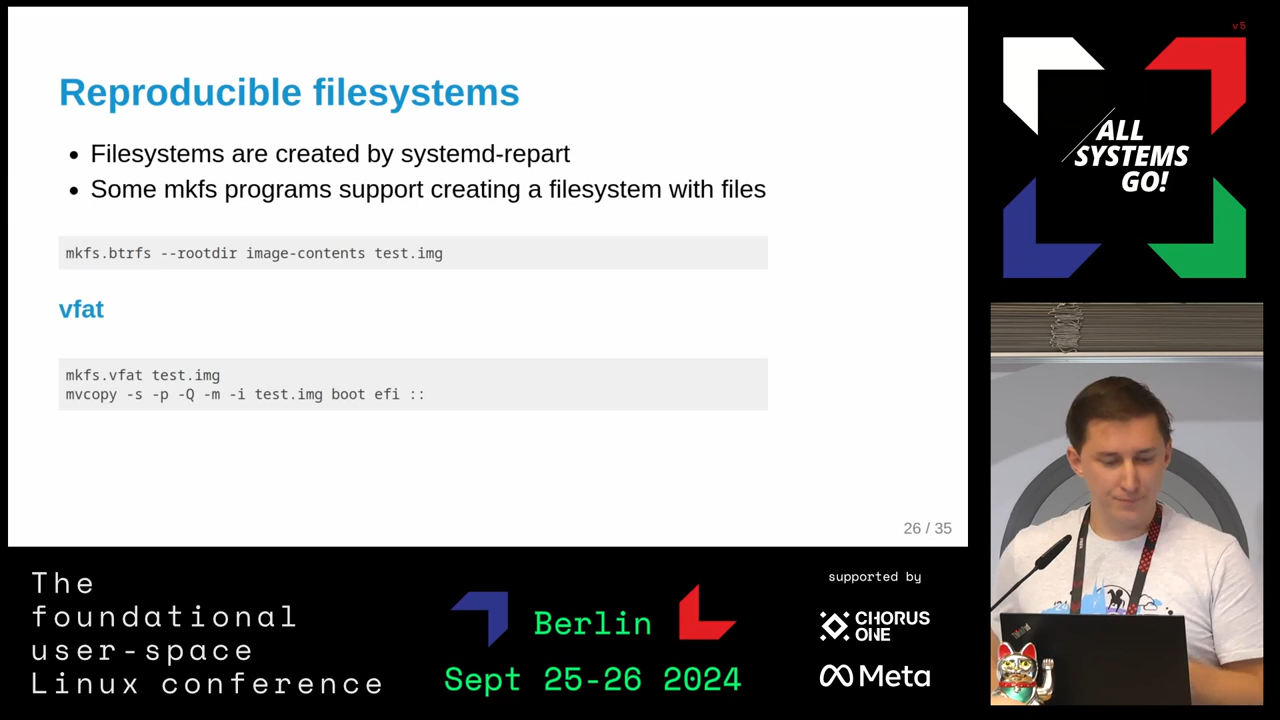 Reproducible filesystems
Filesystems are created by systemd-repart
Some mkfs programs support creating a filesystem with files
mkfs.btrfs --rootdir image-contents test.img
vfat
mkfs.vfat test.img
mvcopy -s -p -Q -m -i test.img boot efi ::
26 / 35
v5
ALL
SYSTEMS
GO!
The
foundational
user-space
Linux conference
Berlin
Sept 25-26 2024
supported by
CHORUS
ONE
Meta